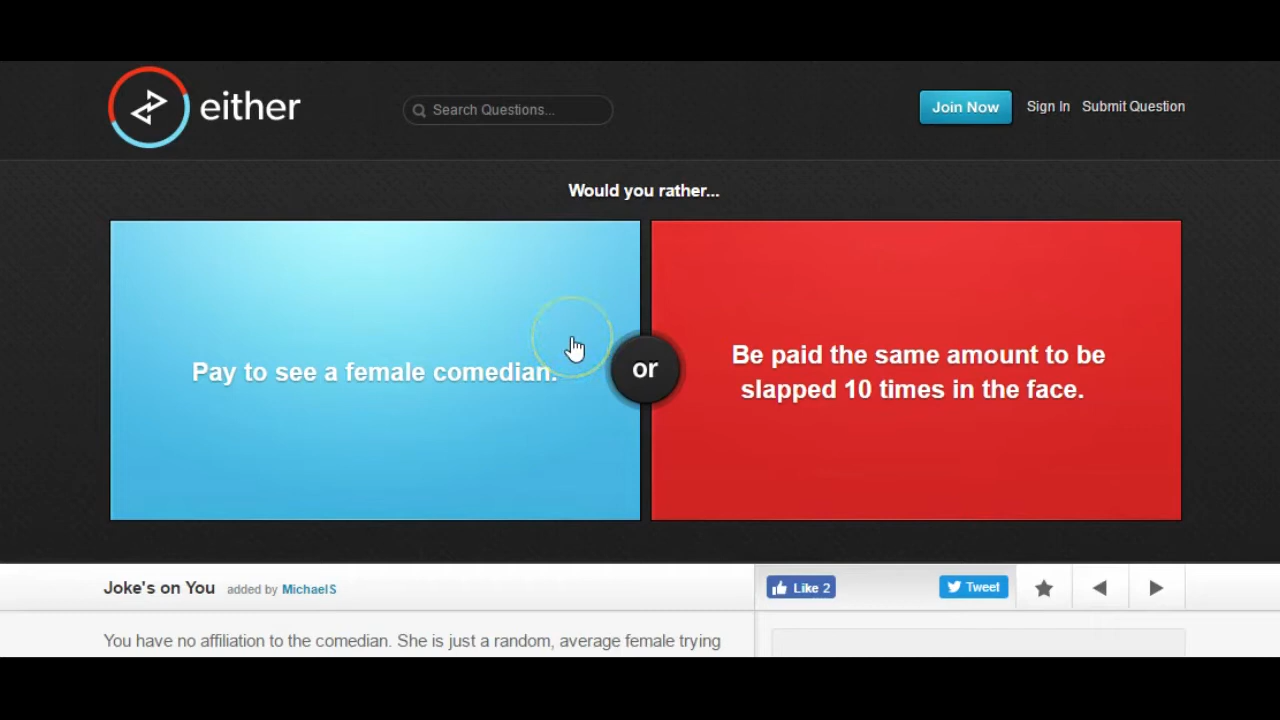 either
Search Questions...
Join Now
Sign In
Submit Question
Would you rather...
Pay to see a female comedian.
or
Be paid the same amount to be
slapped 10 times in the face.
Joke's on You added by MichaelS
Like 2
Tweet
You have no affiliation to the comedian. She is just a random, average female trying